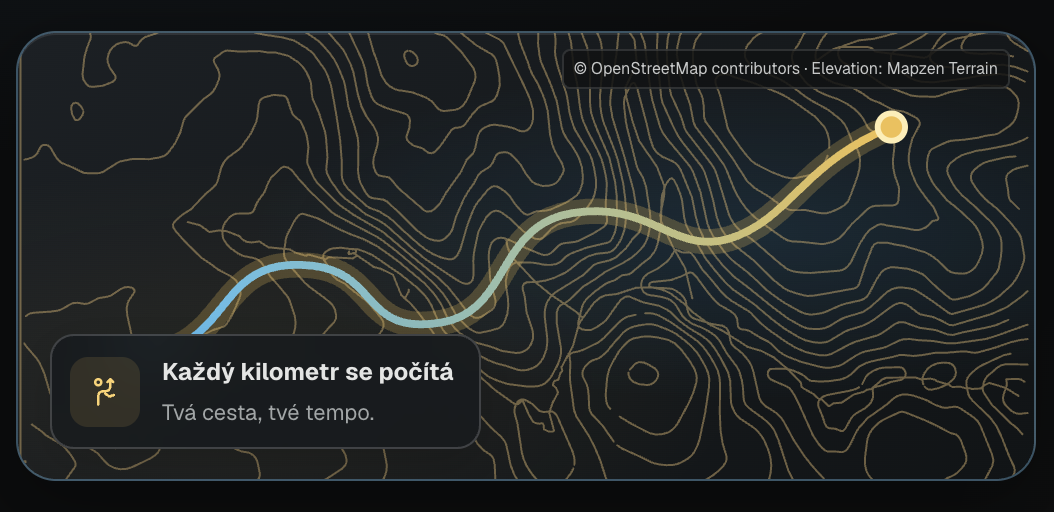 © OpenStreetMap contributors · Elevation: Mapzen Terrain
Každý kilometr se počítá
Tvá cesta, tvé tempo.